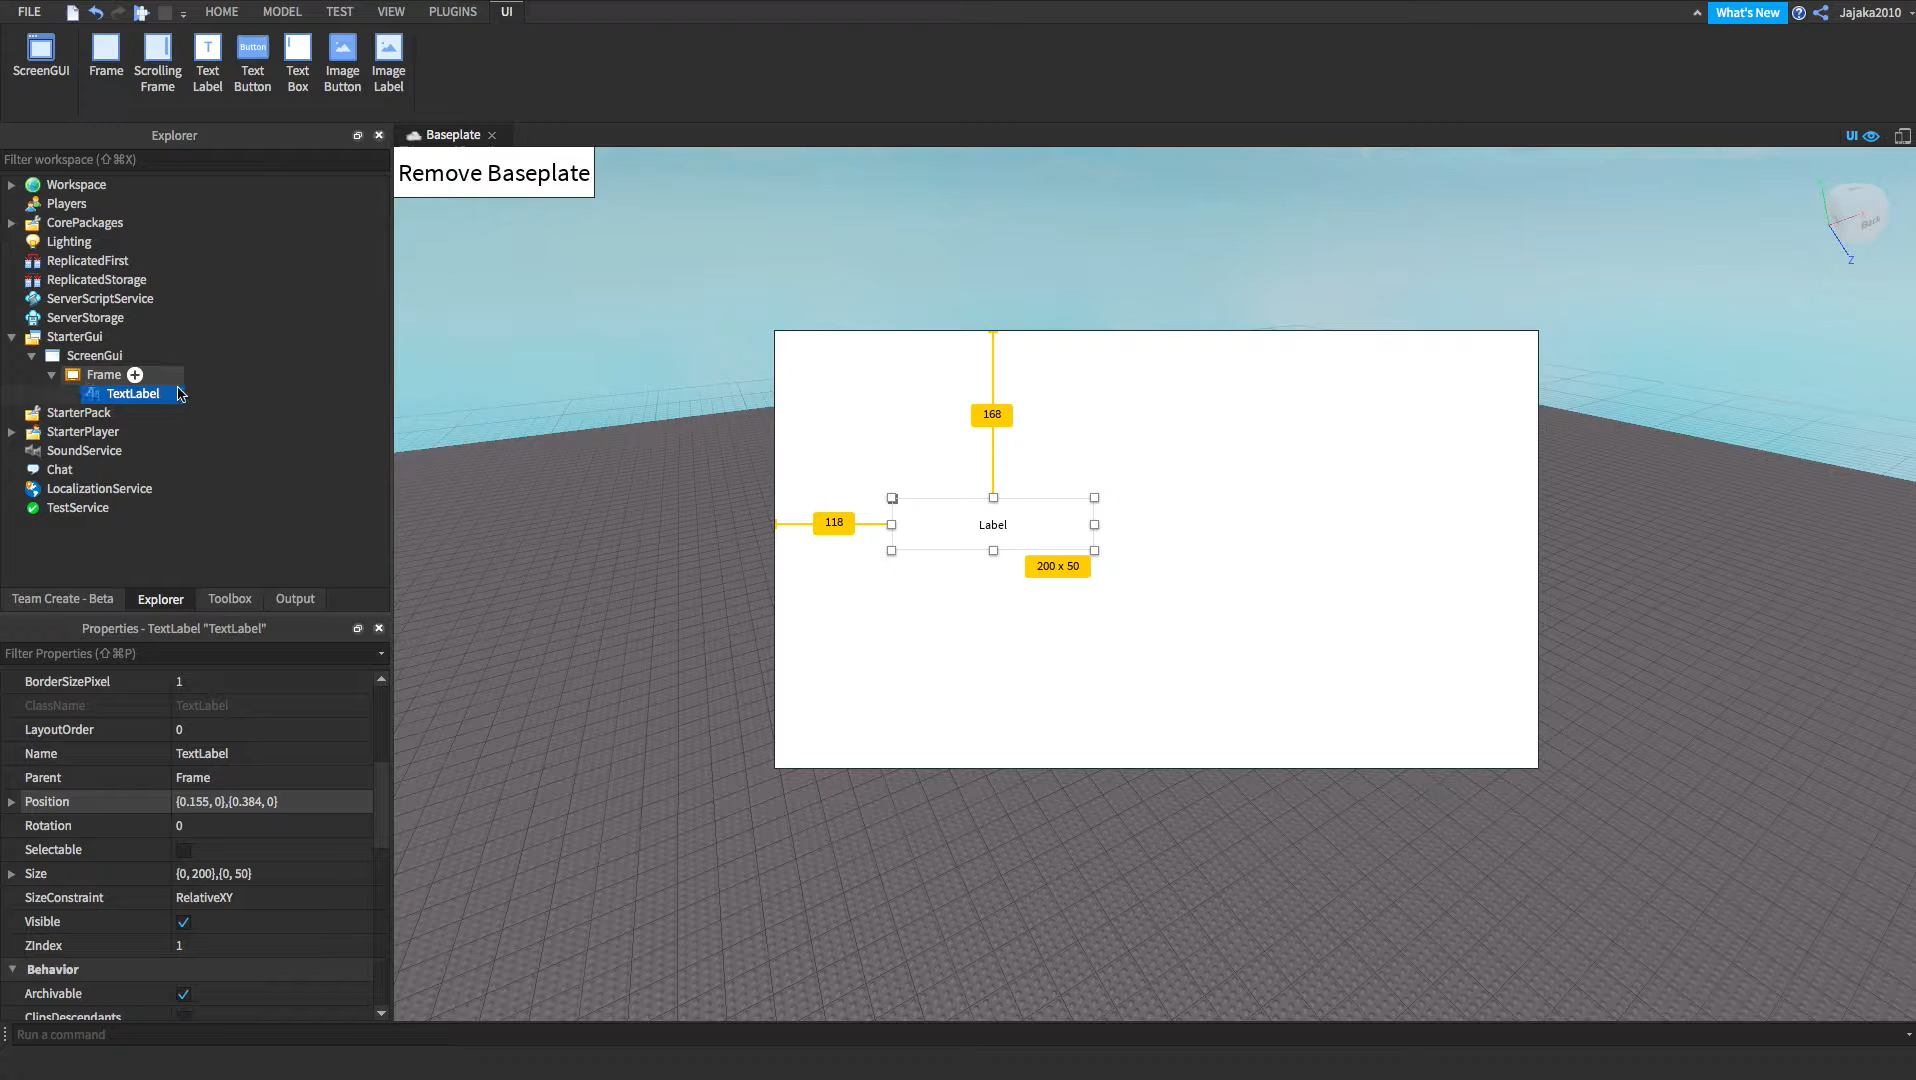 FILE
HOME
MODEL
TEST
VIEW
PLUGINS
UI
What's New
Jajaka2010
ScreenGUI
Frame
Scrolling
Frame
T
Text
Label
Button
Text
Button
Text
Box
Image
Button
Image
Label
Explorer
Baseplate
UI
Filter workspace (⇧⌘X)
Remove Baseplate
Workspace
Players
CorePackages
Lighting
ReplicatedFirst
ReplicatedStorage
ServerScriptService
ServerStorage
StarterGui
ScreenGui
Frame
TextLabel
StarterPack
StarterPlayer
SoundService
Chat
LocalizationService
TestService
Back
Z
168
118
Label
200 x 50
Team Create - Beta
Explorer
Toolbox
Output
Properties - TextLabel "TextLabel"
Filter Properties (⇧⌘P)
BorderSizePixel 1
ClassName TextLabel
LayoutOrder 0
Name TextLabel
Parent Frame
Position {0.155, 0},{0.384, 0}
Rotation 0
Selectable
Size {0, 200},{0, 50}
SizeConstraint RelativeXY
Visible
ZIndex 1
Behavior
Archivable
ClipsDescendants
Run a command